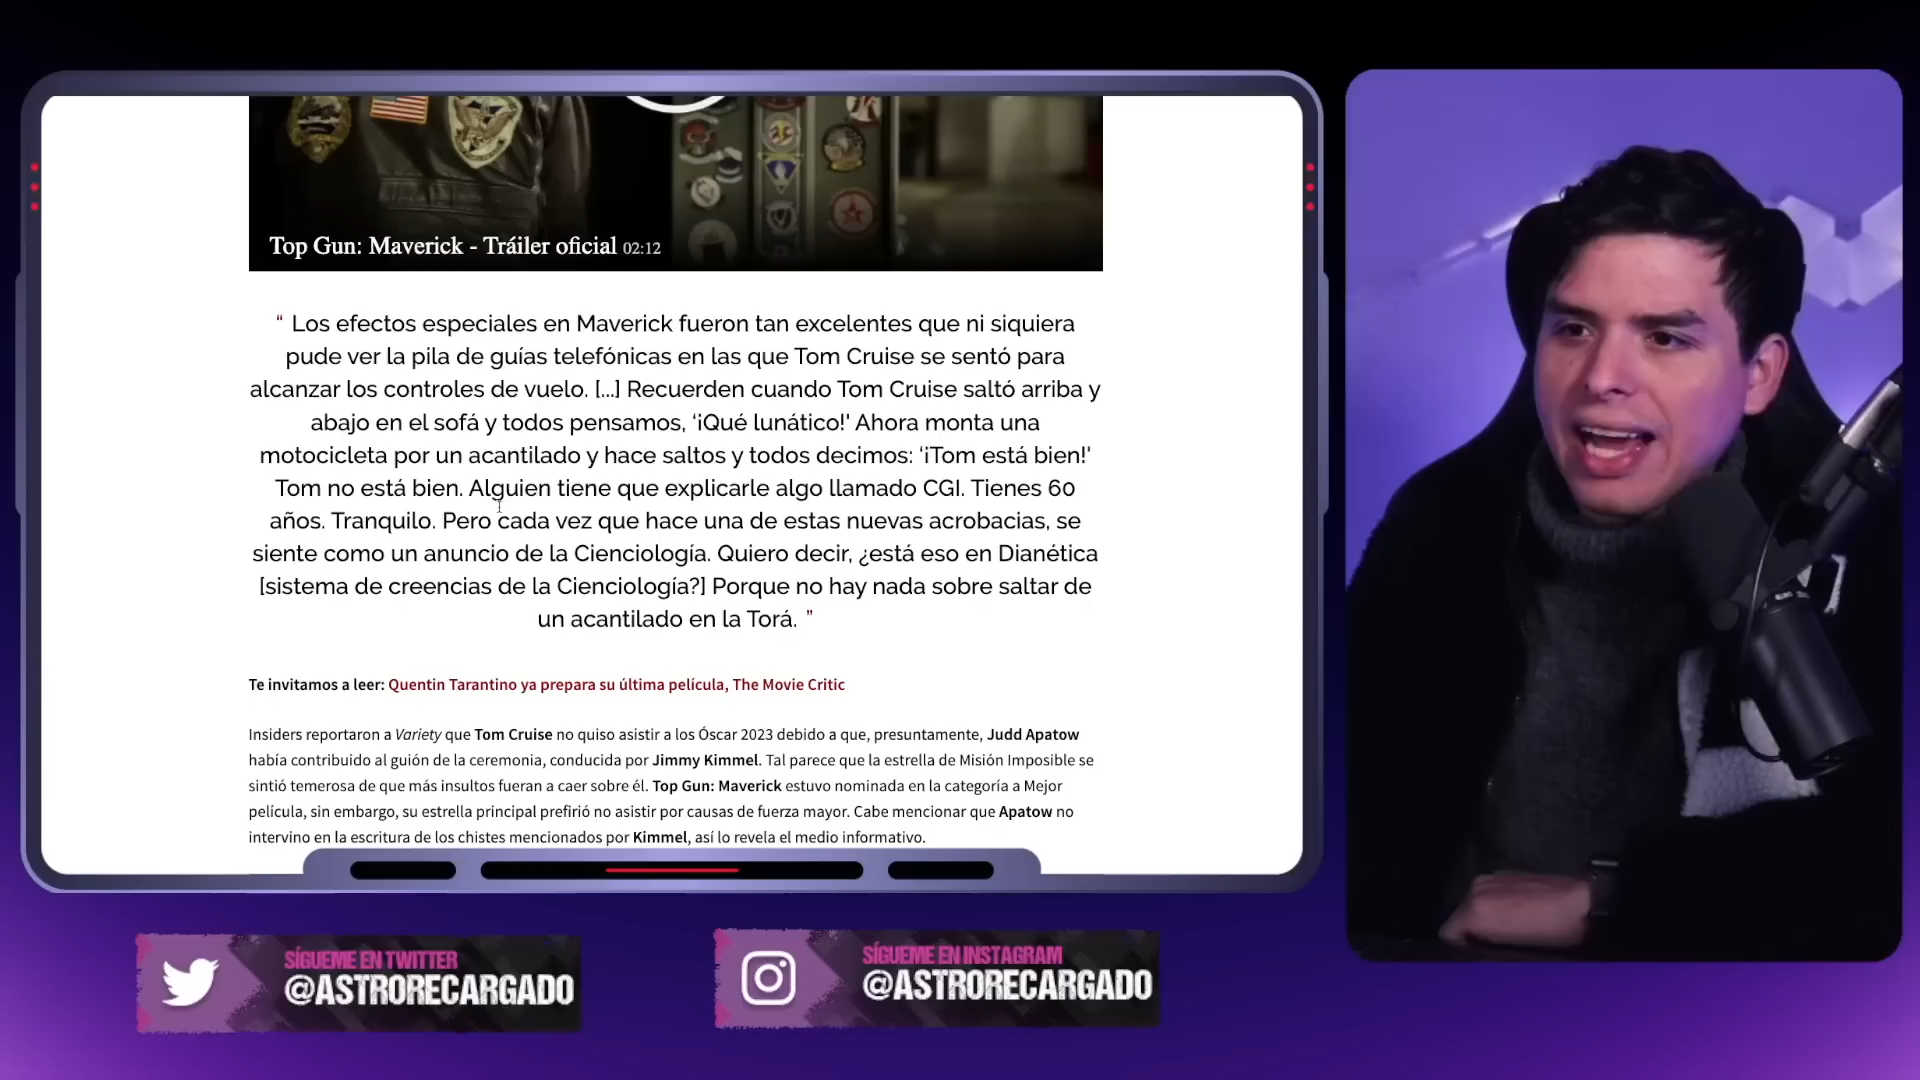 Top Gun: Maverick - Tráiler oficial 02:12
“ Los efectos especiales en Maverick fueron tan excelentes que ni siquiera
pude ver la pila de guías telefónicas en las que Tom Cruise se sentó para
alcanzar los controles de vuelo. [...] Recuerden cuando Tom Cruise saltó arriba y
abajo en el sofá y todos pensamos, ‘¡Qué lunático!' Ahora monta una
motocicleta por un acantilado y hace saltos y todos decimos: ‘¡Tom está bien!'
Tom no está bien. Alguien tiene que explicarle algo llamado CGI. Tienes 60
años. Tranquilo. Pero cada vez que hace una de estas nuevas acrobacias, se
siente como un anuncio de la Cienciología. Quiero decir, ¿está eso en Dianética
[sistema de creencias de la Cienciología?] Porque no hay nada sobre saltar de
un acantilado en la Torá. ”
Te invitamos a leer: Quentin Tarantino ya prepara su última película, The Movie Critic
Insiders reportaron a Variety que Tom Cruise no quiso asistir a los Óscar 2023 debido a que, presuntamente, Judd Apatow
había contribuido al guión de la ceremonia, conducida por Jimmy Kimmel. Tal parece que la estrella de Misión Imposible se
sintió temerosa de que más insultos fueran a caer sobre él. Top Gun: Maverick estuvo nominada en la categoría a Mejor
película, sin embargo, su estrella principal prefirió no asistir por causas de fuerza mayor. Cabe mencionar que Apatow no
intervino en la escritura de los chistes mencionados por Kimmel, así lo revela el medio informativo.
SÍGUEME EN TWITTER
@ASTRORECARGADO
SÍGUEME EN INSTAGRAM
@ASTRORECARGADO